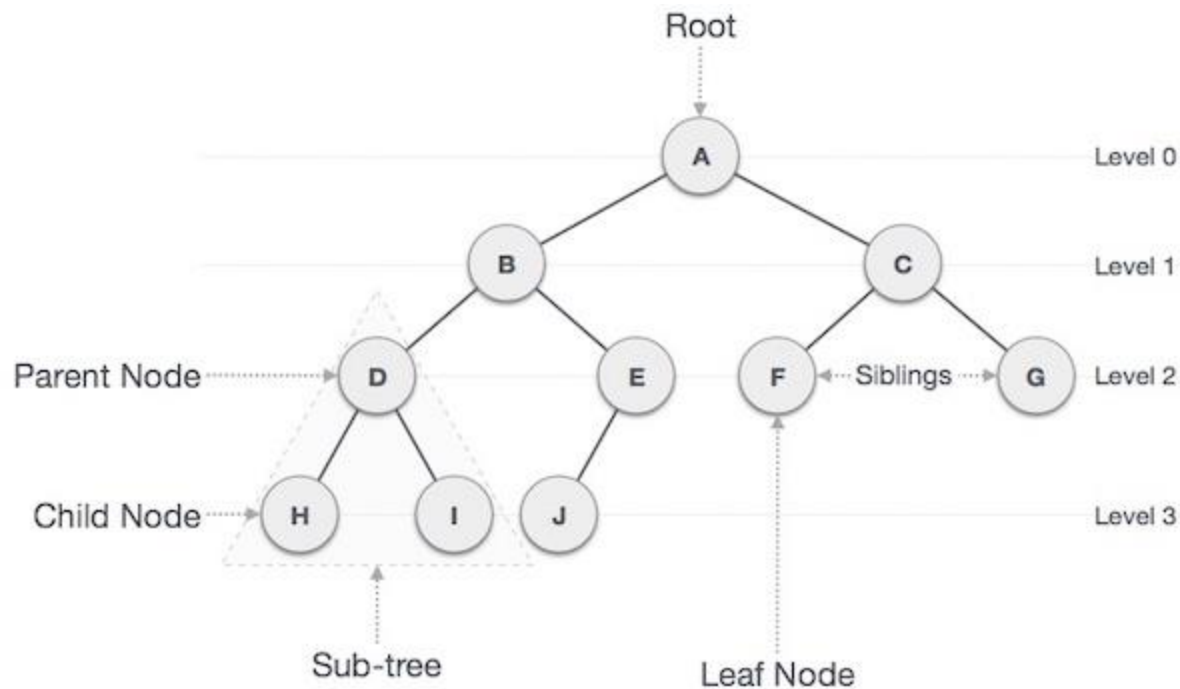 Root
A
Level 0
B
C
Level 1
Parent Node
D
E
F
Siblings
G
Level 2
Child Node
H
I
J
Level 3
Sub-tree
Leaf Node